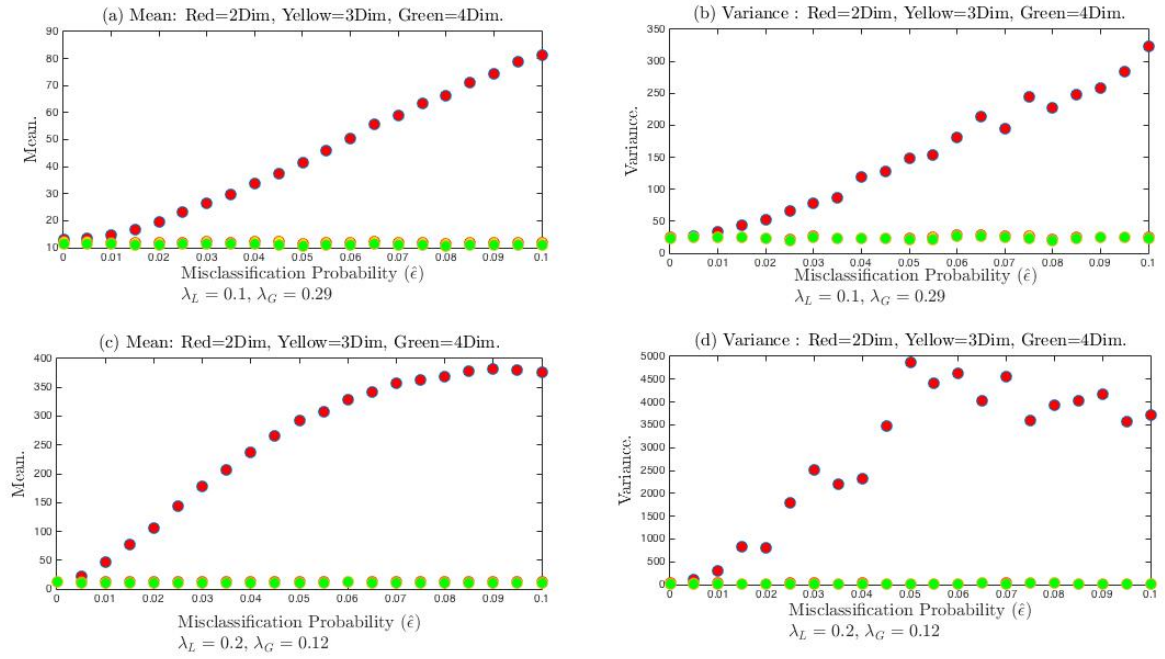 (a) Mean: Red=2Dim, Yellow=3Dim, Green=4Dim.
90
80
70
60
50
40
30
20
10
Mean.
0 0.01 0.02 0.03 0.04 0.05 0.06 0.07 0.08 0.09 0.1
Misclassification Probability (ε̂)
λ_L = 0.1, λ_G = 0.29
(b) Variance : Red=2Dim, Yellow=3Dim, Green=4Dim.
350
300
250
200
150
100
50
0
Variance.
0 0.01 0.02 0.03 0.04 0.05 0.06 0.07 0.08 0.09 0.1
Misclassification Probability (ε̂)
λ_L = 0.1, λ_G = 0.29
(c) Mean: Red=2Dim, Yellow=3Dim, Green=4Dim.
400
350
300
250
200
150
100
50
0
Mean.
0 0.01 0.02 0.03 0.04 0.05 0.06 0.07 0.08 0.09 0.1
Misclassification Probability (ε̂)
λ_L = 0.2, λ_G = 0.12
(d) Variance : Red=2Dim, Yellow=3Dim, Green=4Dim.
5000
4500
4000
3500
3000
2500
2000
1500
1000
500
0
Variance.
0 0.01 0.02 0.03 0.04 0.05 0.06 0.07 0.08 0.09 0.1
Misclassification Probability (ε̂)
λ_L = 0.2, λ_G = 0.12